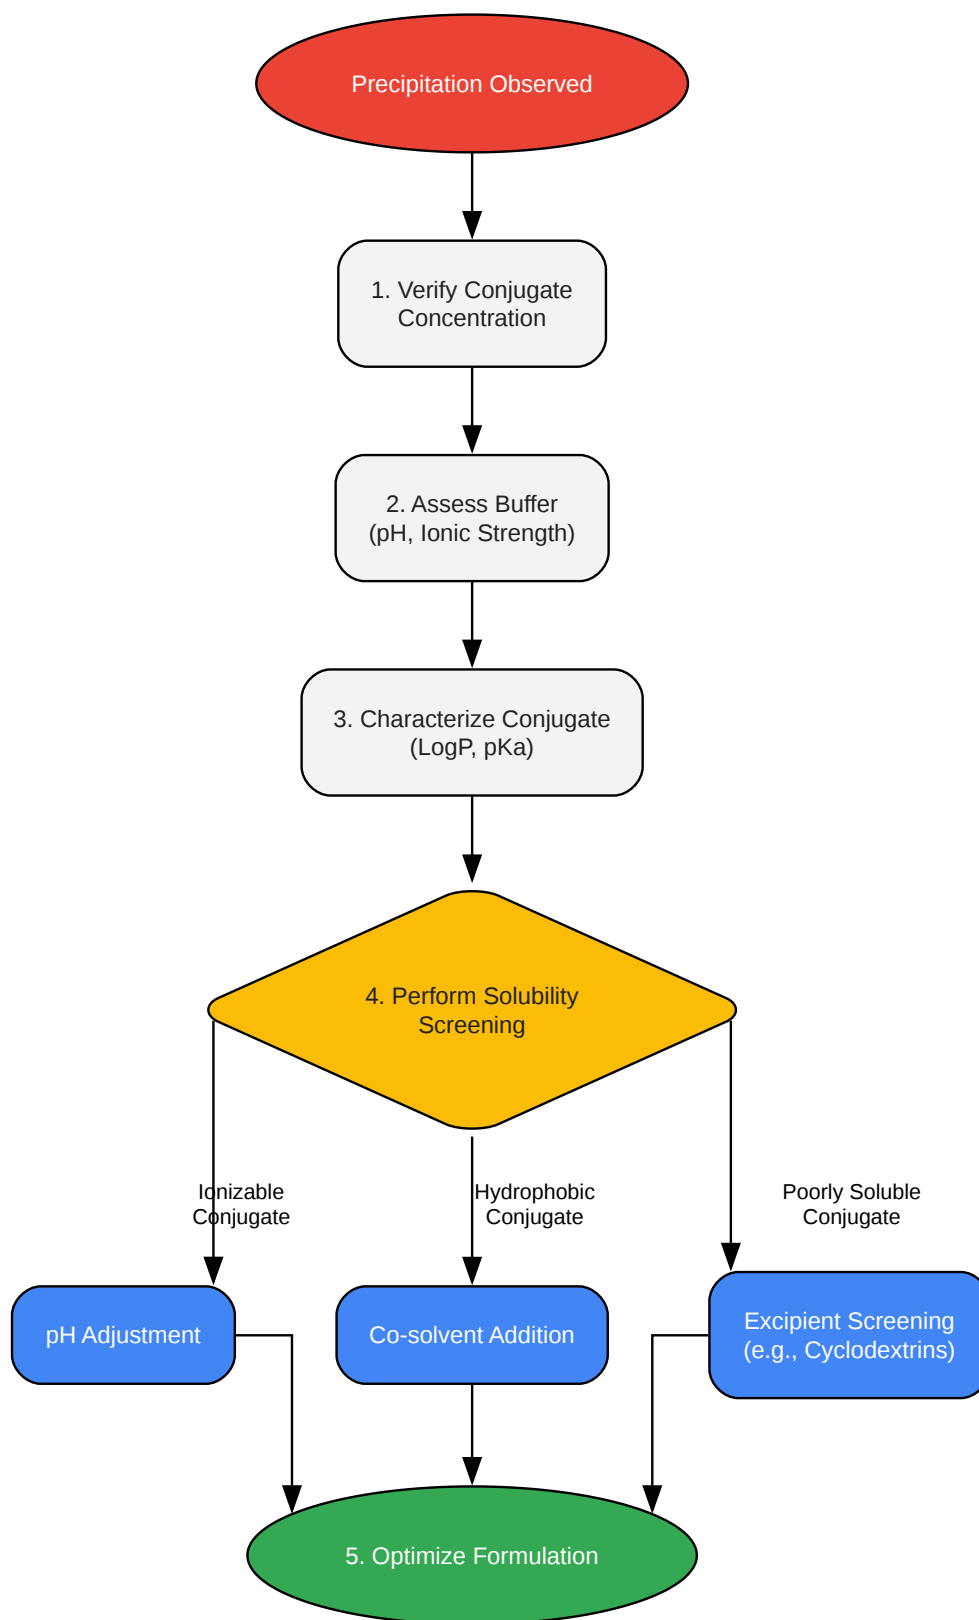 Precipitation Observed
1. Verify Conjugate
Concentration
2. Assess Buffer
(pH, Ionic Strength)
3. Characterize Conjugate
(LogP, pKa)
4. Perform Solubility
Screening
Ionizable
Conjugate
Hydrophobic
Conjugate
Poorly Soluble
Conjugate
pH Adjustment
Co-solvent Addition
Excipient Screening
(e.g., Cyclodextrins)
5. Optimize Formulation